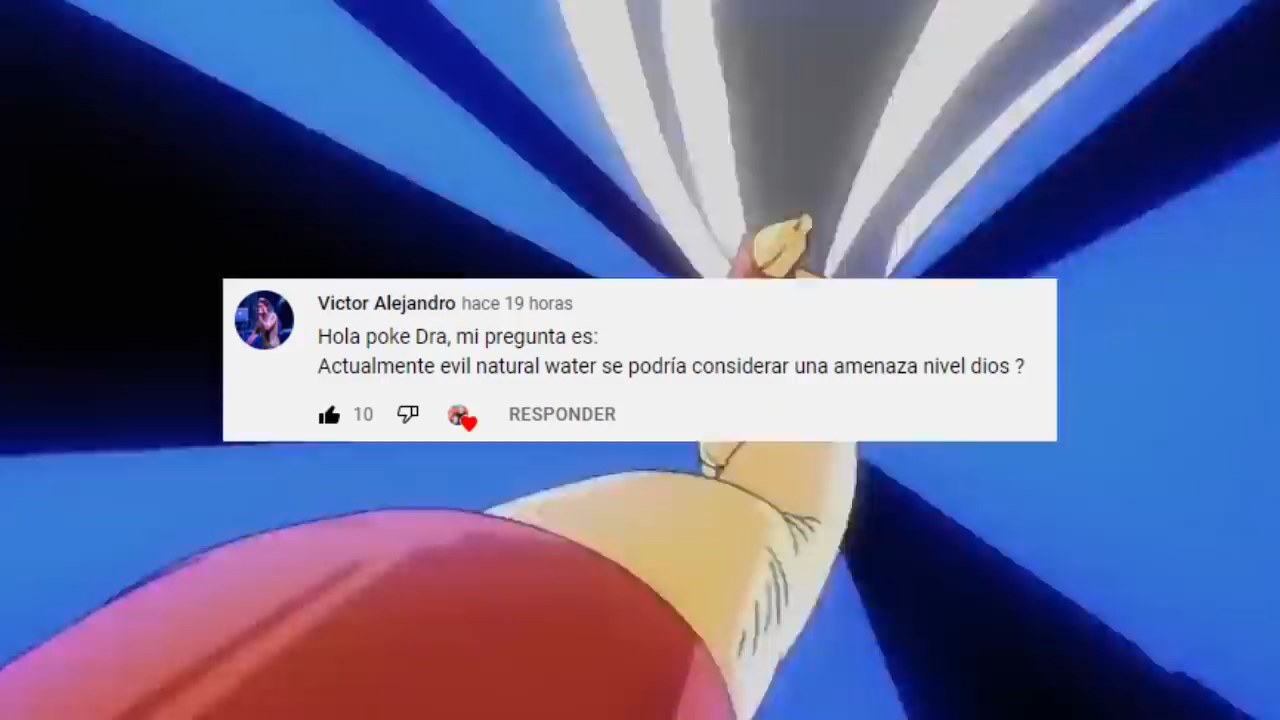 Victor Alejandro hace 19 horas
Hola poke Dra, mi pregunta es:
Actualmente evil natural water se podría considerar una amenaza nivel dios ?
10 RESPONDER